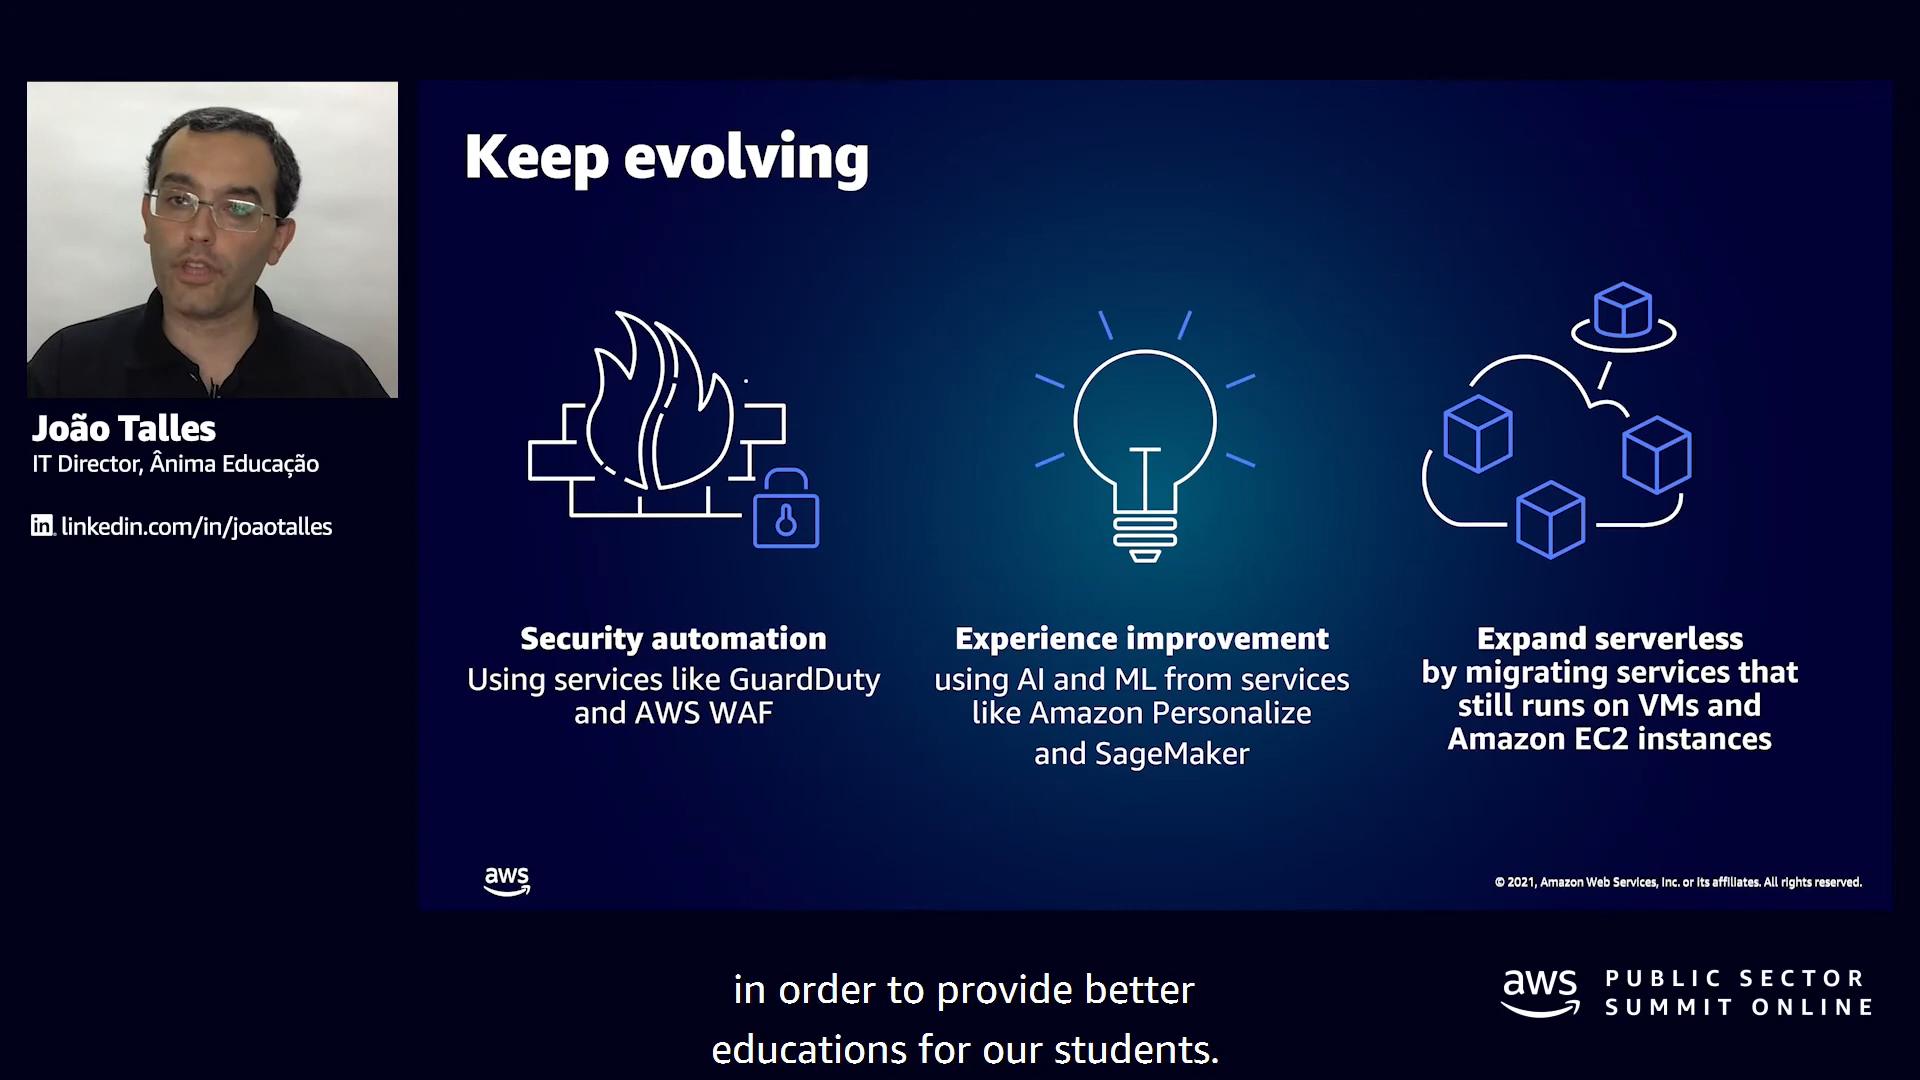 Keep evolving
João Talles
IT Director, Ânima Educação
in. linkedin.com/in/joaotalles
Security automation
Using services like GuardDuty
and AWS WAF
Experience improvement
using AI and ML from services
like Amazon Personalize
and SageMaker
Expand serverless
by migrating services that
still runs on VMs and
Amazon EC2 instances
aws
© 2021, Amazon Web Services, Inc. or its affiliates. All rights reserved.
in order to provide better
educations for our students.
aws PUBLIC SECTOR
SUMMIT ONLINE